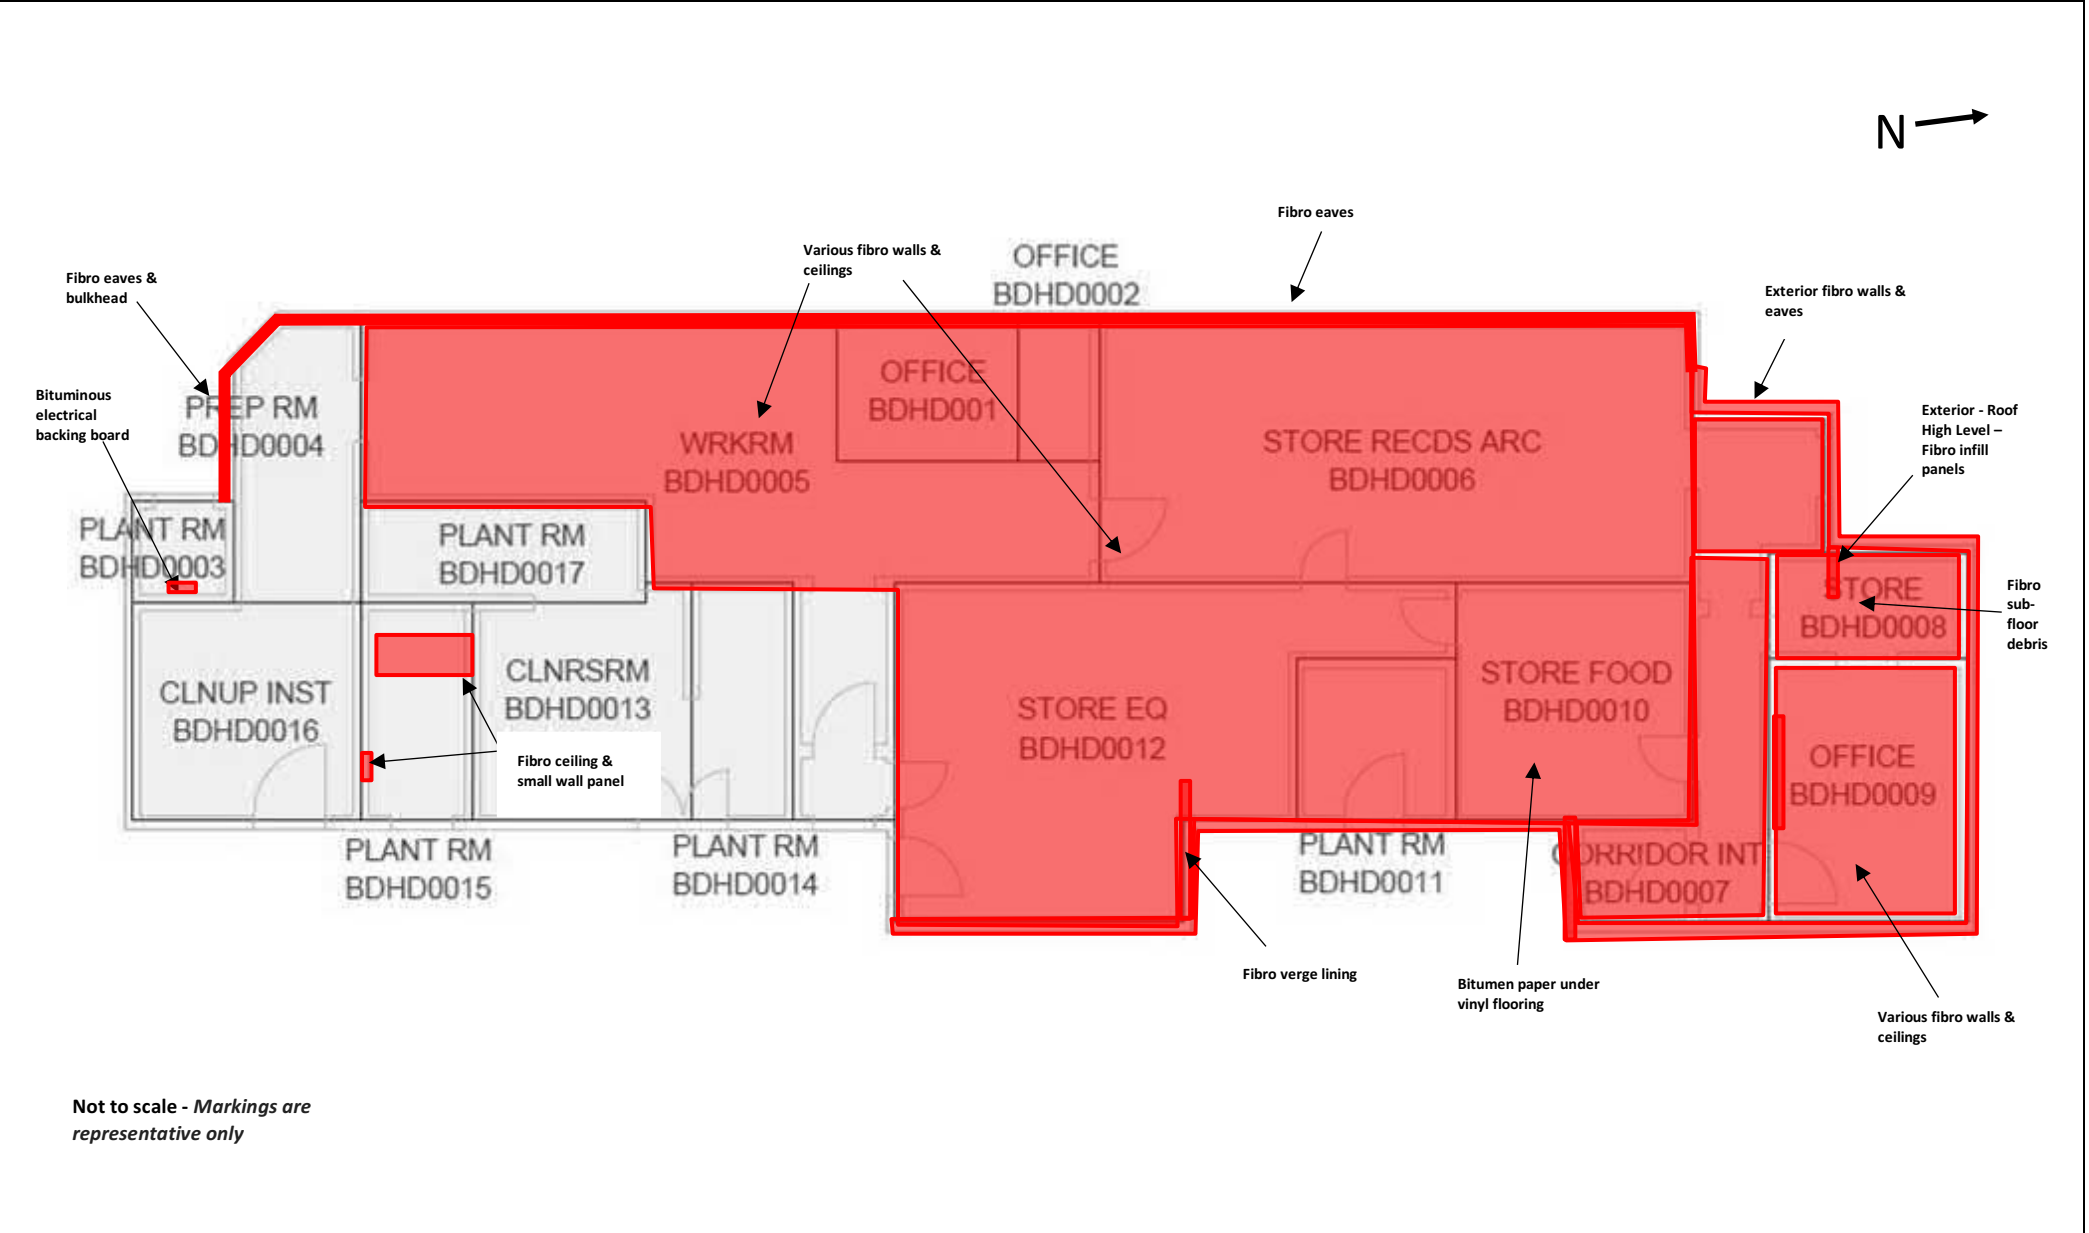 N
Fibro eaves
OFFICE
BDHD0002
Various fibro walls &
ceilings
Fibro eaves &
bulkhead
Exterior fibro walls &
eaves
Bituminous
electrical
backing board
PREP RM
BDHD0004
OFFICE
BDHD001
WRKRM
BDHD0005
STORE RECDS ARC
BDHD0006
Exterior - Roof
High Level –
Fibro infill
panels
PLANT RM
BDHD0003
PLANT RM
BDHD0017
STORE
BDHD0008
Fibro
sub-
floor
debris
CLNUP INST
BDHD0016
CLNRSRM
BDHD0013
STORE EQ
BDHD0012
STORE FOOD
BDHD0010
OFFICE
BDHD0009
Fibro ceiling &
small wall panel
PLANT RM
BDHD0015
PLANT RM
BDHD0014
PLANT RM
BDHD0011
CORRIDOR INT
BDHD0007
Fibro verge lining
Bitumen paper under
vinyl flooring
Various fibro walls &
ceilings
Not to scale - Markings are
representative only